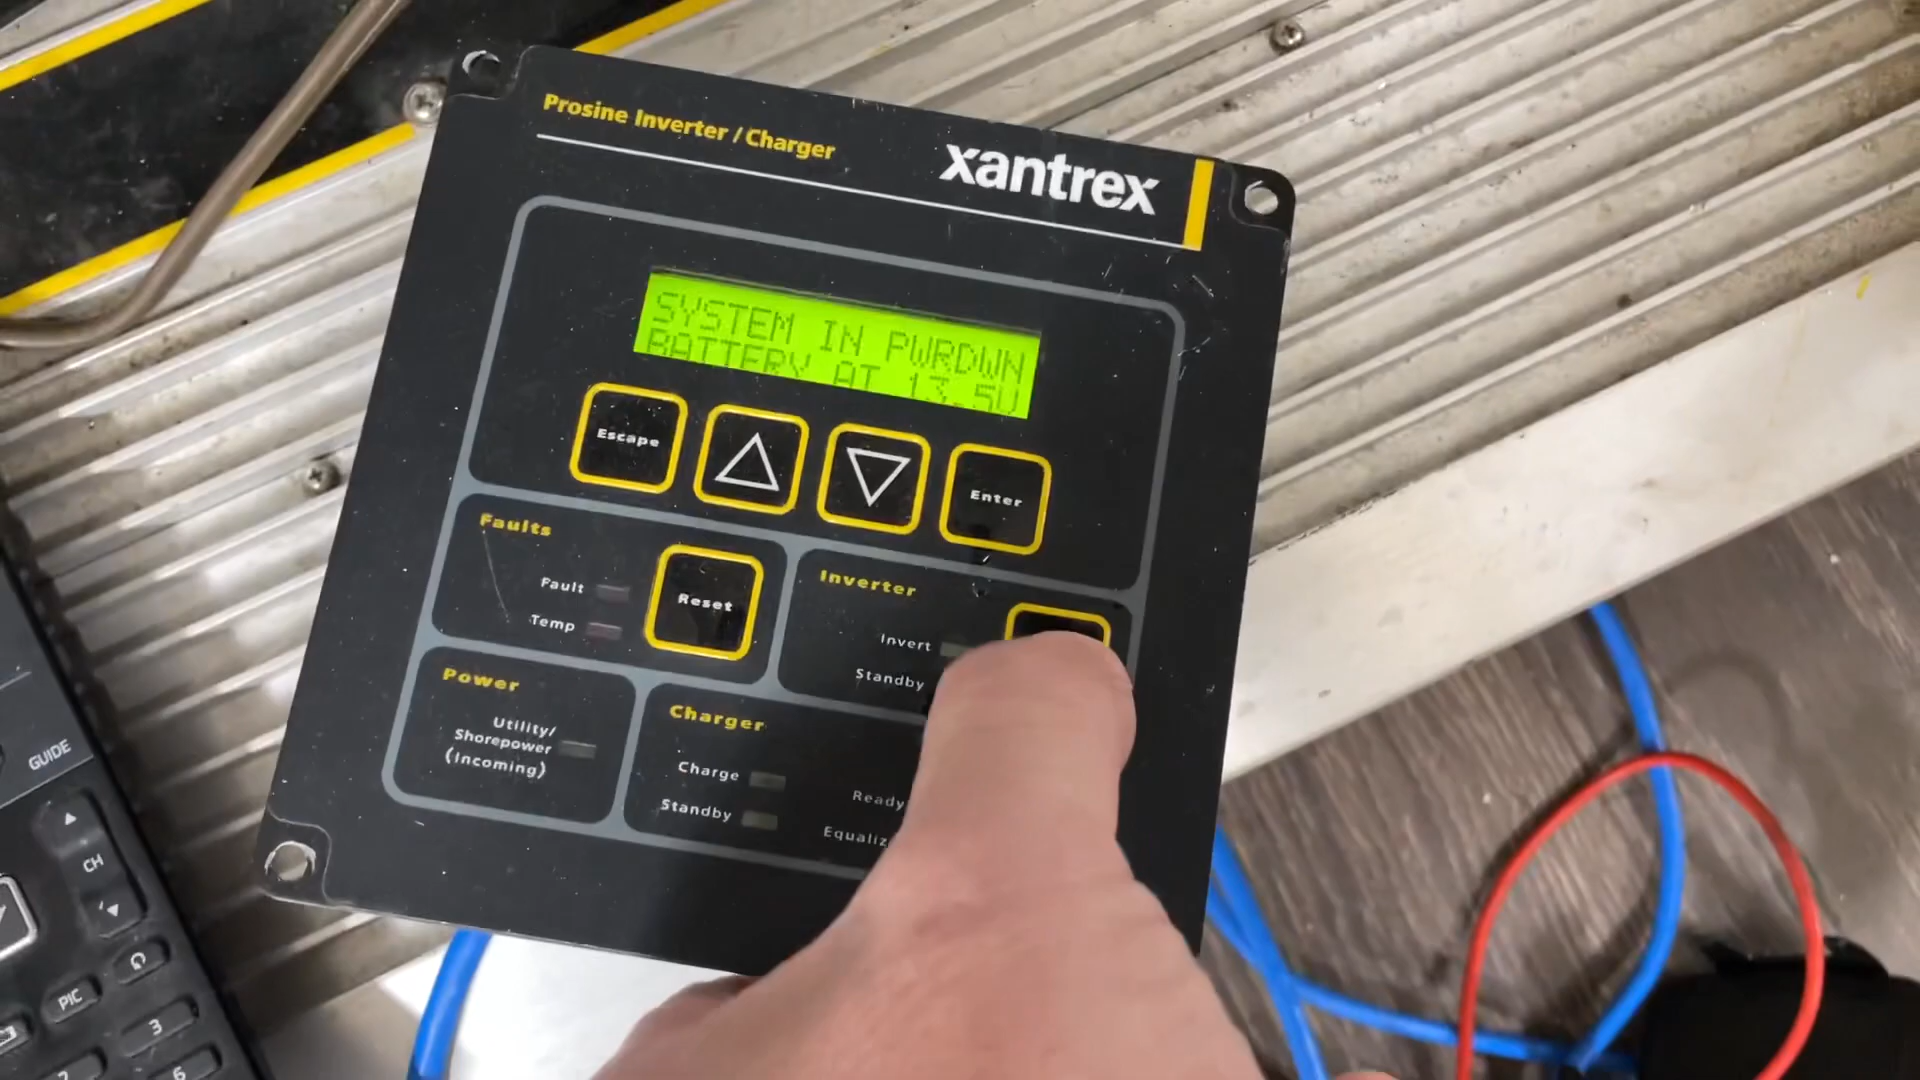 Prosine Inverter / Charger
xantrex
SYSTEM IN PWRDWN
BATTERY AT 13.5V
Escape
Enter
Faults
Fault
Temp
Reset
Inverter
Invert
Standby
Power
Utility/
Shorepower
(Incoming)
Charger
Charge
Standby
Ready
GUIDE
CH
PIC
3
6